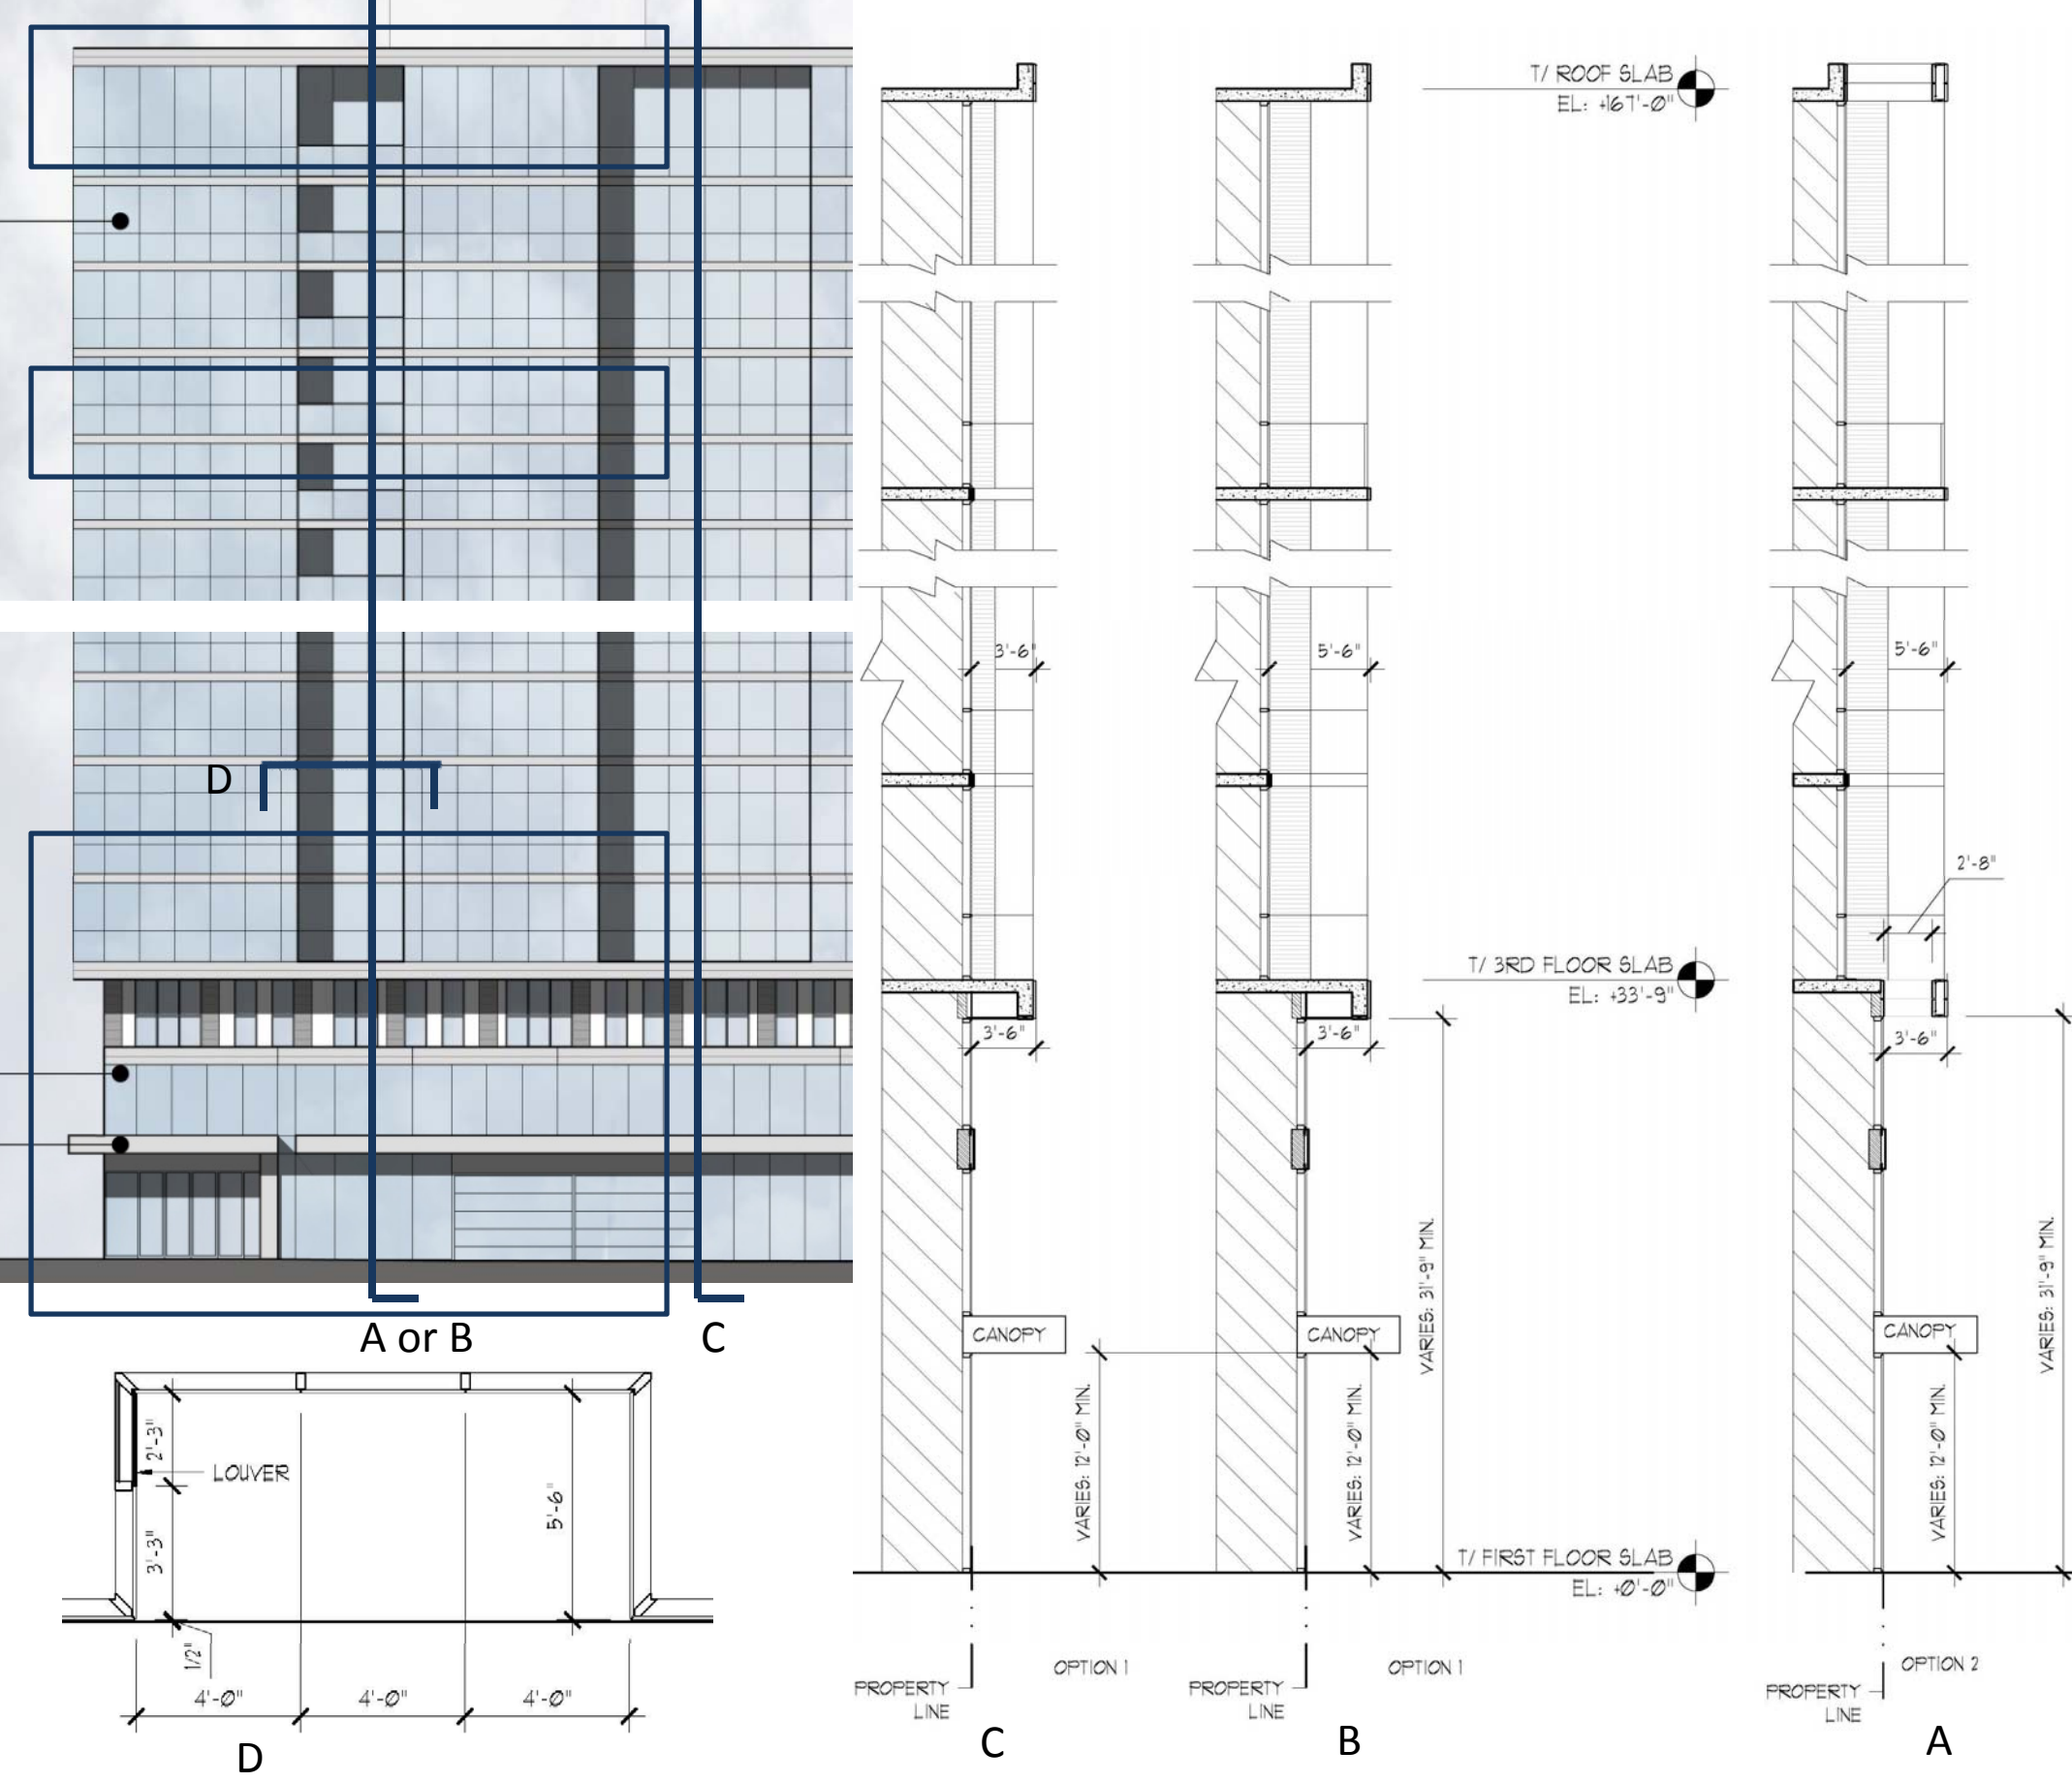 D
A or B
C
2'-3"
LOUVER
5'-6"
3'-3"
1/2"
4'-0"
4'-0"
4'-0"
D
T/ ROOF SLAB
EL: +167'-0"
3'-6"
5'-6"
5'-6"
2'-8"
T/ 3RD FLOOR SLAB
EL: +33'-9"
3'-6"
3'-6"
3'-6"
CANOPY
CANOPY
CANOPY
VARIES: 12'-0" MIN.
VARIES: 12'-0" MIN.
VARIES: 31'-9" MIN.
VARIES: 12'-0" MIN.
VARIES: 31'-9" MIN.
T/ FIRST FLOOR SLAB
EL: +0'-0"
OPTION 1
OPTION 1
OPTION 2
PROPERTY
LINE
PROPERTY
LINE
PROPERTY
LINE
C
B
A